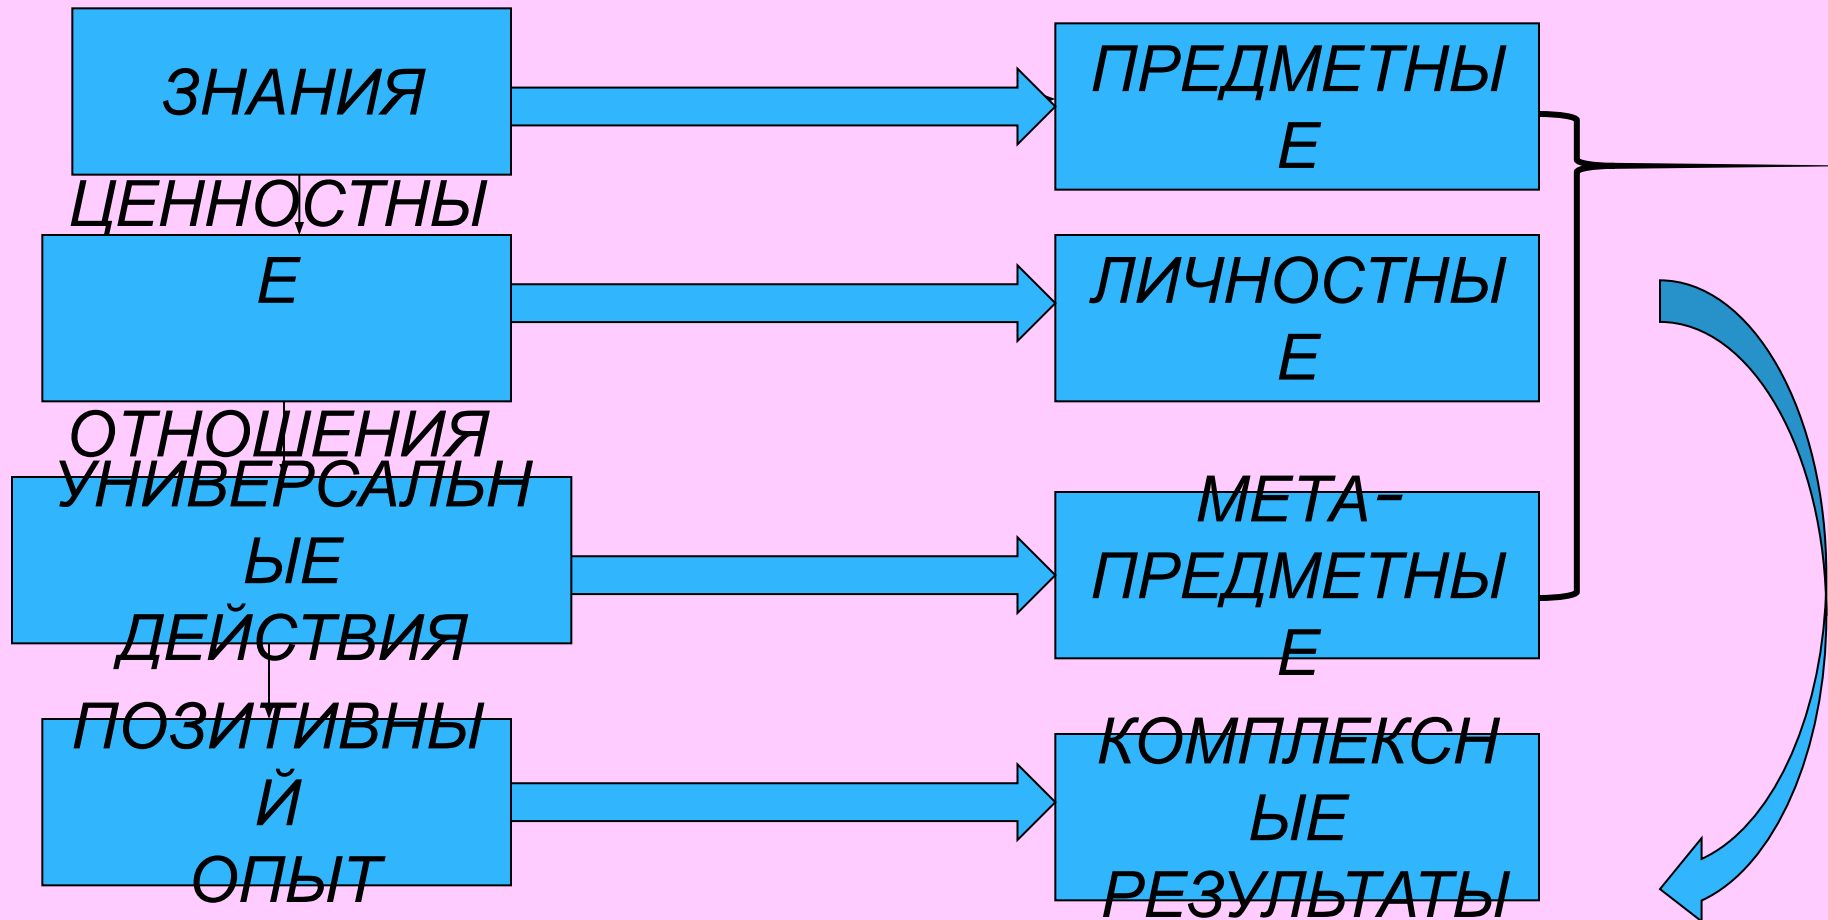 ЗНАНИЯ
ПРЕДМЕТНЫ
Е
ЦЕННОСТНЫ
Е
ОТНОШЕНИЯ
ЛИЧНОСТНЫ
Е
УНИВЕРСАЛЬН
ЫЕ
ДЕЙСТВИЯ
МЕТА-
ПРЕДМЕТНЫ
Е
ПОЗИТИВНЫ
Й
ОПЫТ
КОМПЛЕКСН
ЫЕ
РЕЗУЛЬТАТЫ